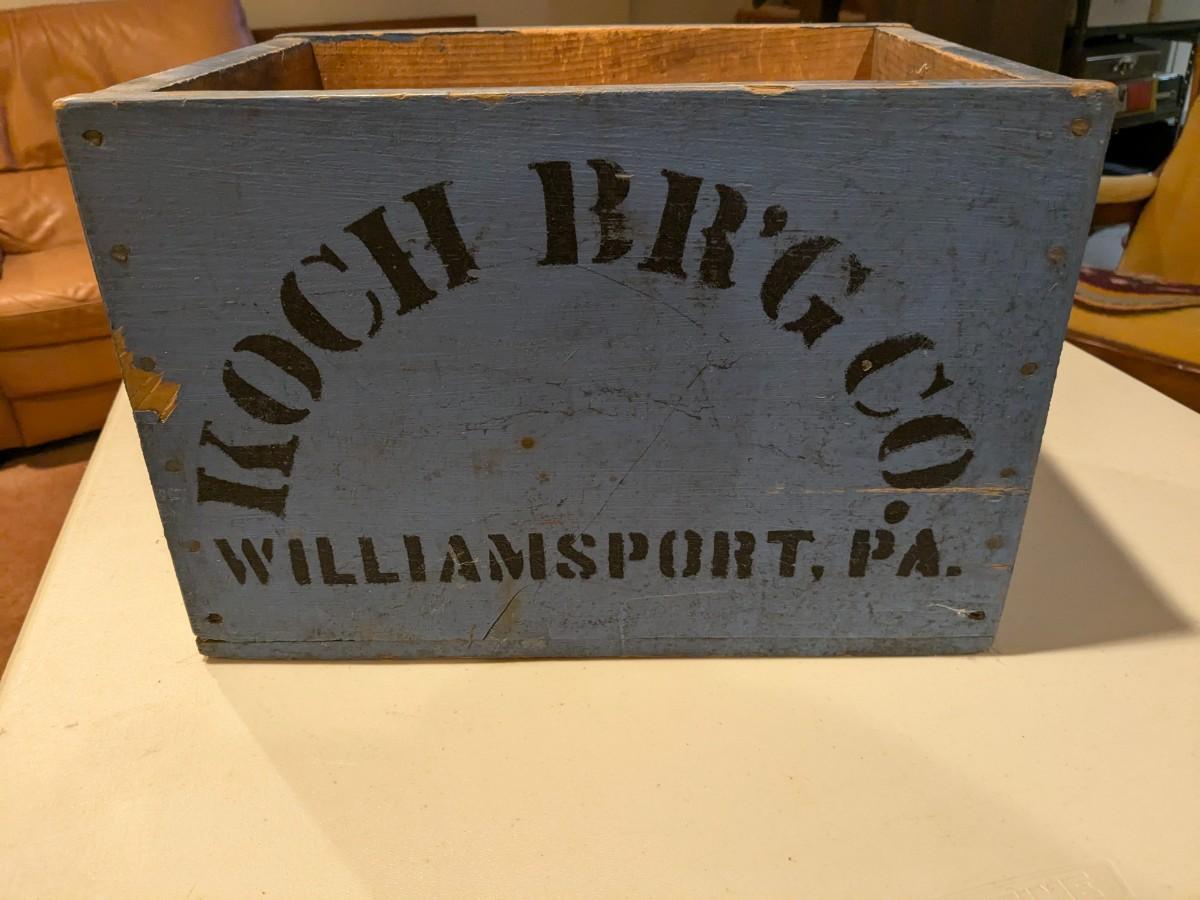 KOCH BR'G CO.
WILLIAMSPORT, PA.